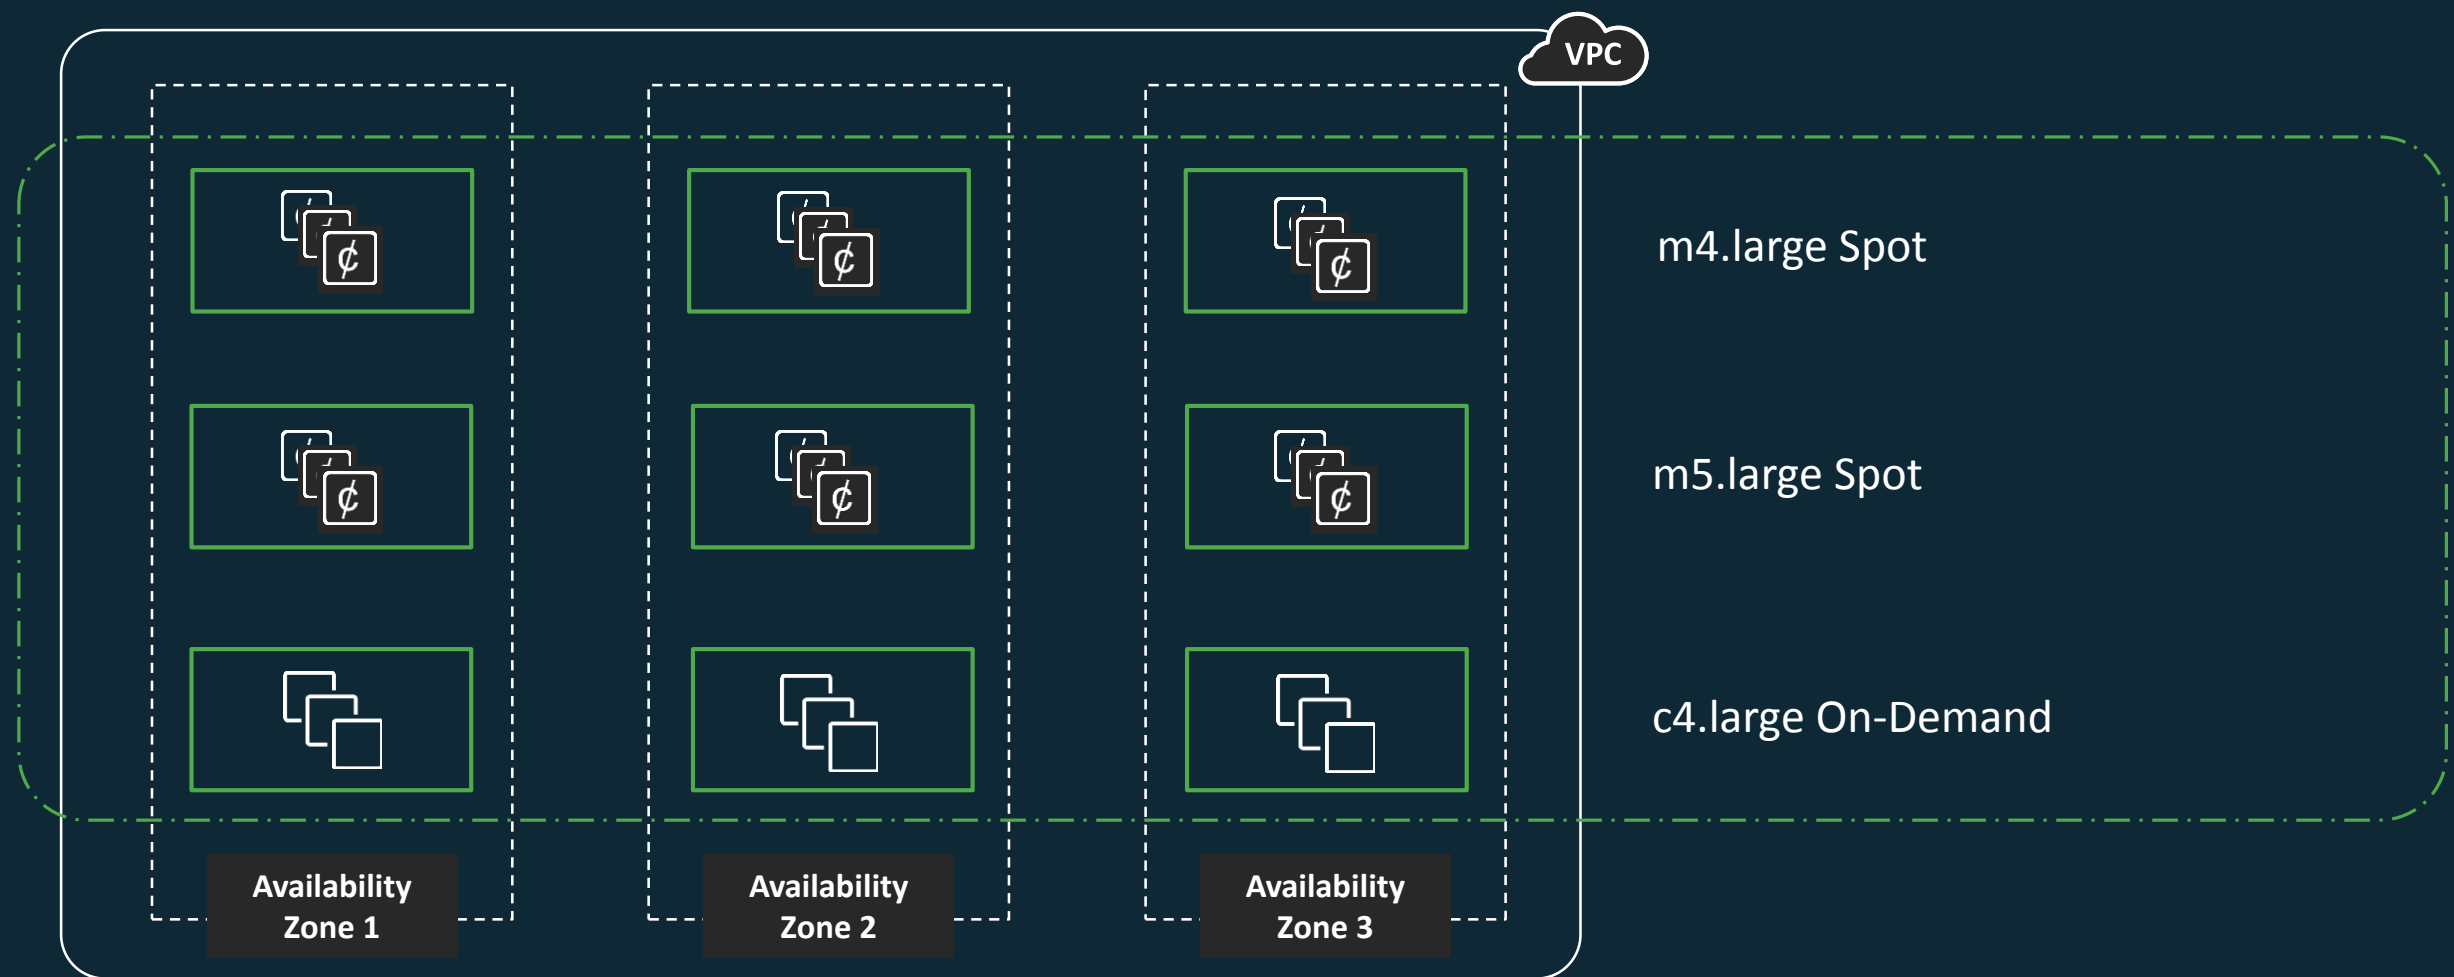 VPC
¢ ¢ ¢
m4.large Spot
¢ ¢ ¢
m5.large Spot
c4.large On-Demand
Availability
Zone 1
Availability
Zone 2
Availability
Zone 3